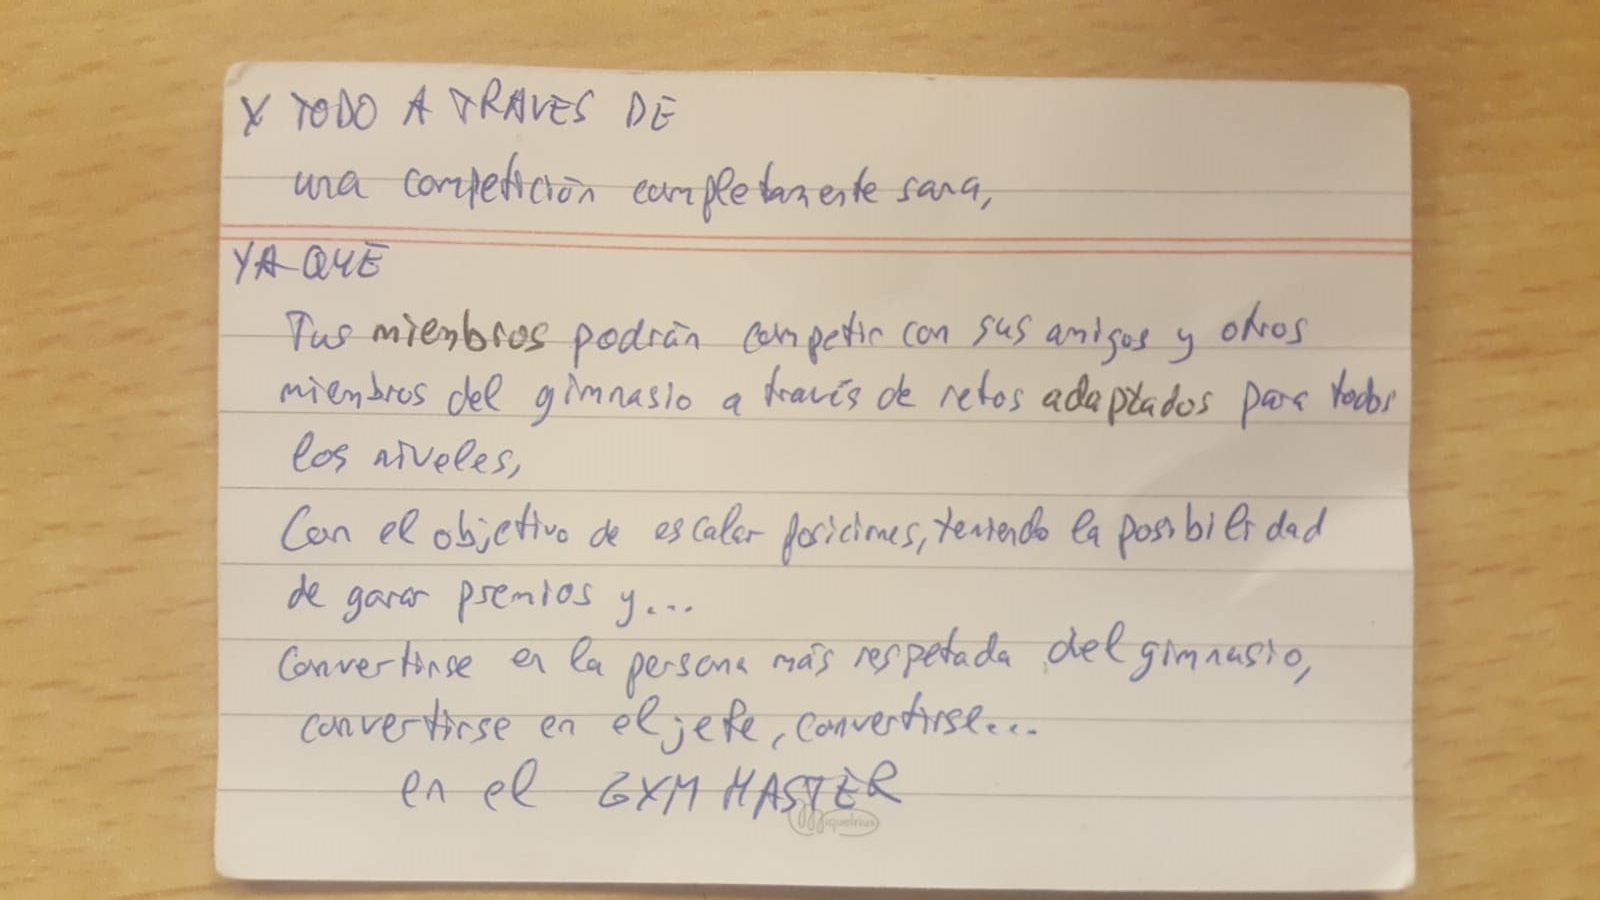 Y TODO A TRAVES DE
una competición completamente sana,
YA QUE
Tus miembros podrán competir con sus amigos y otros
miembros del gimnasio a través de retos adaptados para todos
los niveles,
Con el objetivo de escalar posiciones, teniendo la posibilidad
de ganar premios y...
Convertirse en la persona más respetada del gimnasio,
convertirse en el jefe, convertirse...
en el GYM MASTER
Miquelrius